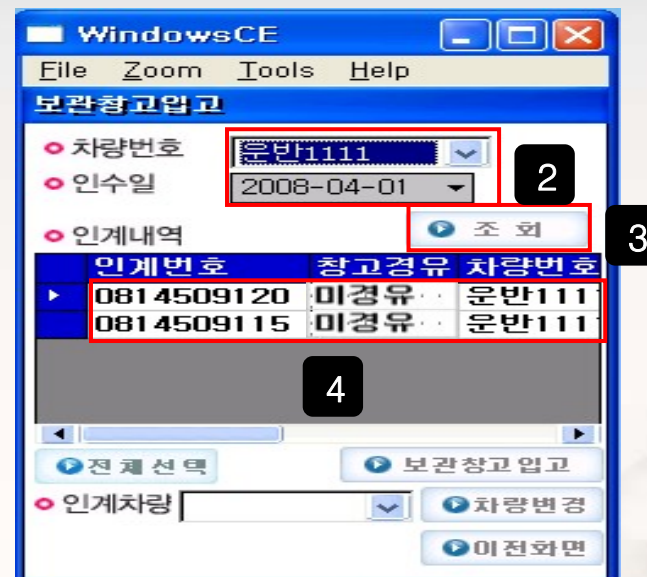 WindowsCE
File Zoom Tools Help
보관창고입고
차량번호 운반1111
인수일 2008-04-01
2
인계내역 조 회
3
인계번호 창고경유 차량번호
0814509120 미경유 운반111
0814509115 미경유 운반111
4
전체선택 보관창고입고
인계차량 차량변경
이전화면